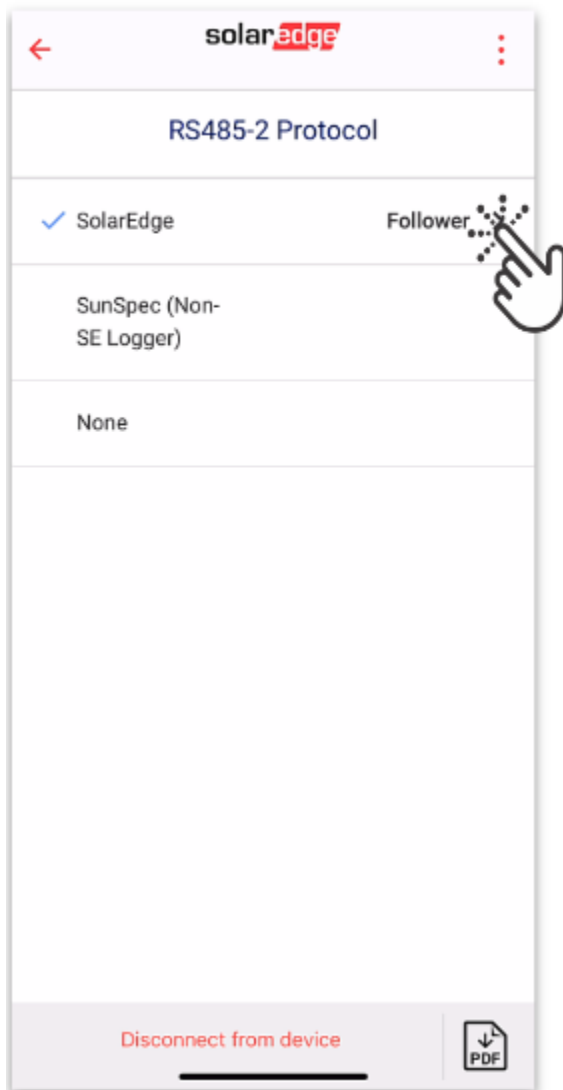 solaredge
RS485-2 Protocol
SolarEdge Follower
SunSpec (Non-
SE Logger)
None
Disconnect from device
PDF